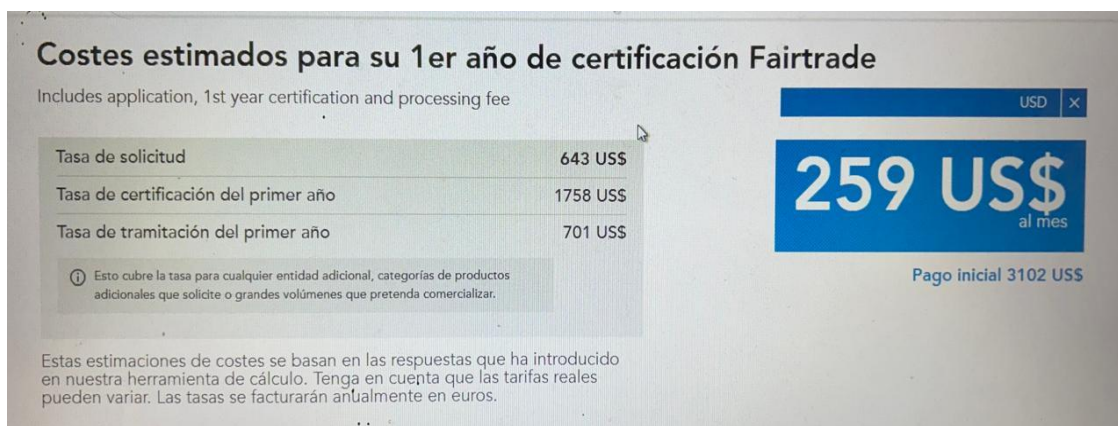 Costes estimados para su 1er año de certificación Fairtrade
Includes application, 1st year certification and processing fee
Tasa de solicitud 643 US$
Tasa de certificación del primer año 1758 US$
Tasa de tramitación del primer año 701 US$
Esto cubre la tasa para cualquier entidad adicional, categorías de productos
adicionales que solicite o grandes volúmenes que pretenda comercializar.
Estas estimaciones de costes se basan en las respuestas que ha introducido
en nuestra herramienta de cálculo. Tenga en cuenta que las tarifas reales
pueden variar. Las tasas se facturarán anualmente en euros.
USD ×
259 US$
al mes
Pago inicial 3102 US$